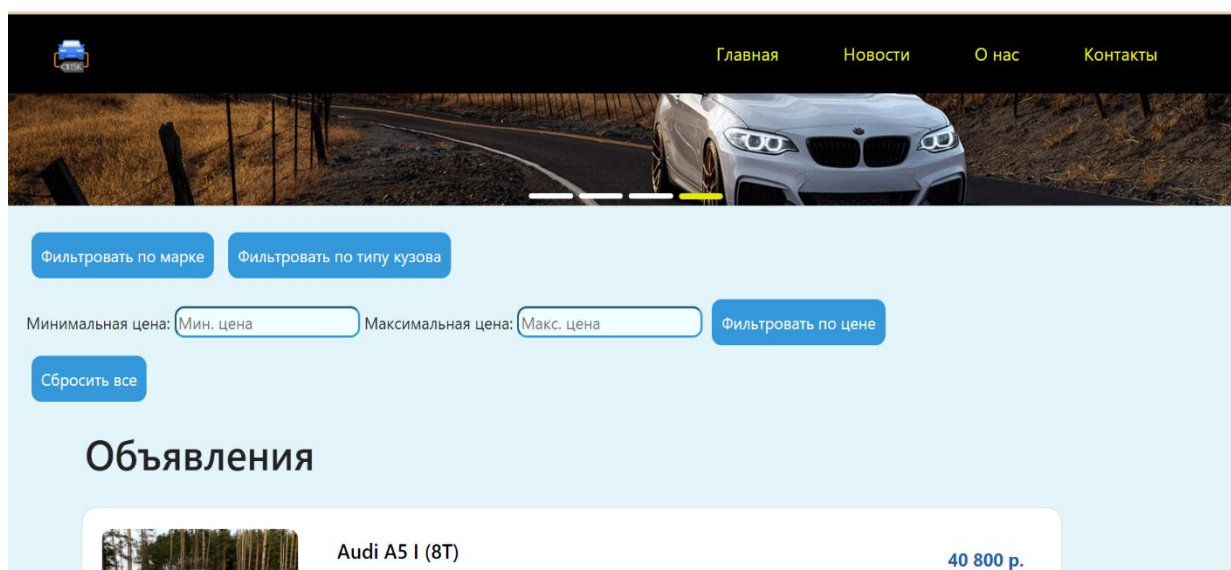 <$15K
Главная Новости О нас Контакты
Фильтровать по марке Фильтровать по типу кузова
Минимальная цена: Мин. цена Максимальная цена: Макс. цена Фильтровать по цене
Сбросить все
Объявления
Audi A5 I (8T)
40 800 р.